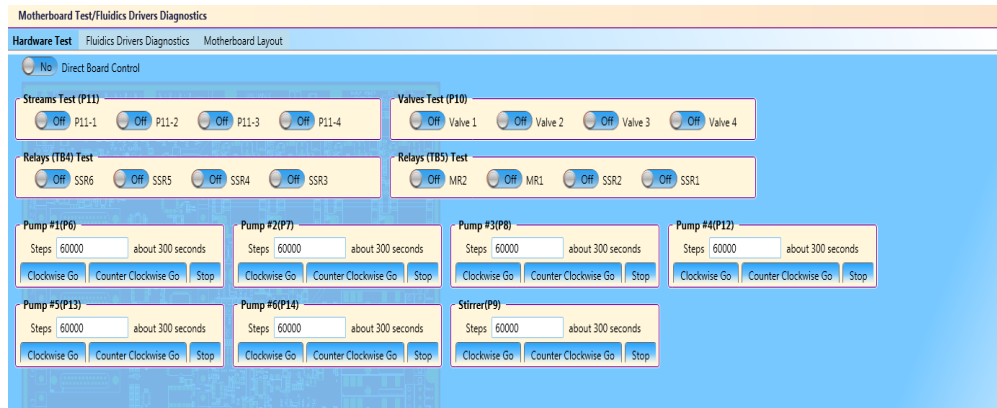 Motherboard Test/Fluidics Drivers Diagnostics
Hardware Test Fluidics Drivers Diagnostics Motherboard Layout
No Direct Board Control
Streams Test (P11)
Off P11-1 Off P11-2 Off P11-3 Off P11-4
Valves Test (P10)
Off Valve 1 Off Valve 2 Off Valve 3 Off Valve 4
Relays (TB4) Test
Off SSR6 Off SSR5 Off SSR4 Off SSR3
Relays (TB5) Test
Off MR2 Off MR1 Off SSR2 Off SSR1
Pump #1(P6)
Steps 60000 about 300 seconds
Clockwise Go Counter Clockwise Go Stop
Pump #2(P7)
Steps 60000 about 300 seconds
Clockwise Go Counter Clockwise Go Stop
Pump #3(P8)
Steps 60000 about 300 seconds
Clockwise Go Counter Clockwise Go Stop
Pump #4(P12)
Steps 60000 about 300 seconds
Clockwise Go Counter Clockwise Go Stop
Pump #5(P13)
Steps 60000 about 300 seconds
Clockwise Go Counter Clockwise Go Stop
Pump #6(P14)
Steps 60000 about 300 seconds
Clockwise Go Counter Clockwise Go Stop
Stirrer(P9)
Steps 60000 about 300 seconds
Clockwise Go Counter Clockwise Go Stop